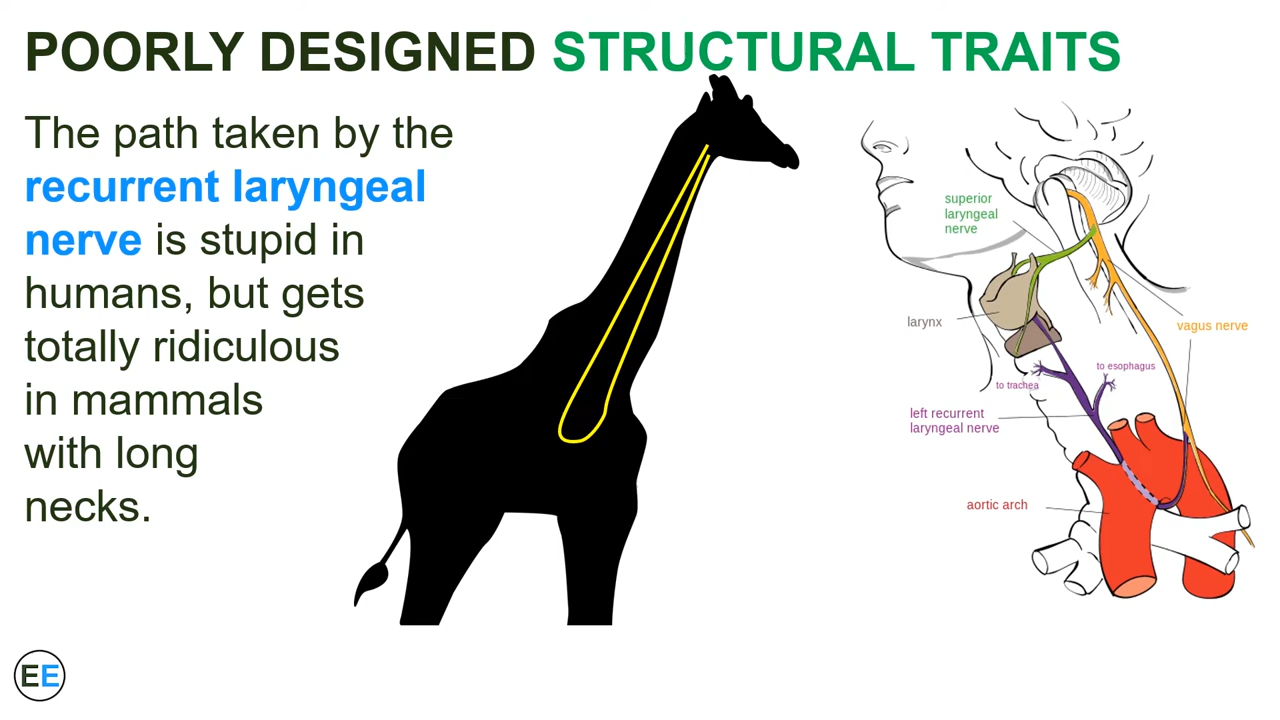 POORLY DESIGNED STRUCTURAL TRAITS
The path taken by the
recurrent laryngeal
nerve is stupid in
humans, but gets
totally ridiculous
in mammals
with long
necks.
superior
laryngeal
nerve
larynx
vagus nerve
to esophagus
to trachea
left recurrent
laryngeal nerve
aortic arch
EE